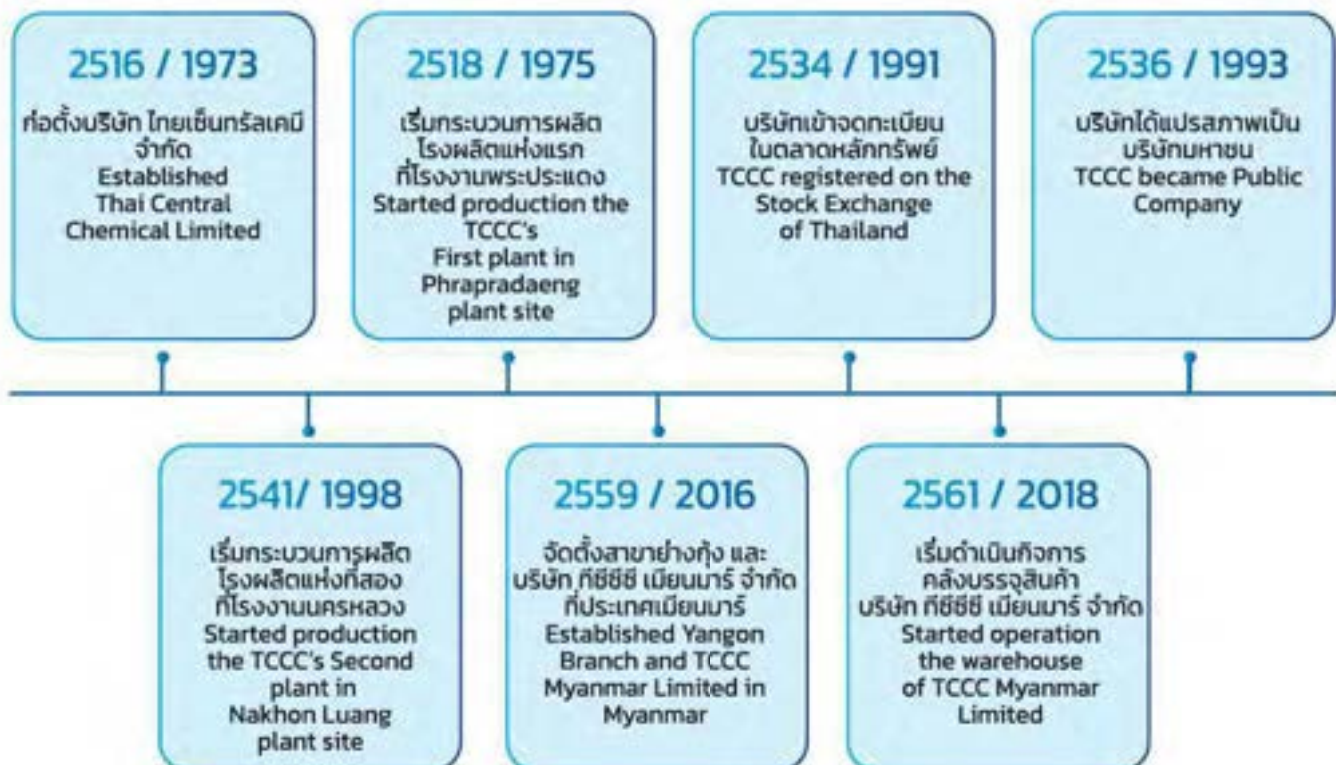 2516 / 1973
ก่อตั้งบริษัท ไทยเซ็นทรัลเคมี
จำกัด
Established
Thai Central
Chemical Limited
2518 / 1975
เริ่มกระบวนการผลิต
โรงผลิตแห่งแรก
ที่โรงงานพระประแดง
Started production the
TCCC's
First plant in
Phrapradaeng
plant site
2534 / 1991
บริษัทเข้าจดทะเบียน
ในตลาดหลักทรัพย์
TCCC registered on the
Stock Exchange
of Thailand
2536 / 1993
บริษัทได้แปรสภาพเป็น
บริษัทมหาชน
TCCC became Public
Company
2541/ 1998
เริ่มกระบวนการผลิต
โรงผลิตแห่งที่สอง
ที่โรงงานนครหลวง
Started production
the TCCC's Second
plant in
Nakhon Luang
plant site
2559 / 2016
จัดตั้งสาขาย่างกุ้ง และ
บริษัท ทีซีซีซี เมียนมาร์ จำกัด
ที่ประเทศเมียนมาร์
Established Yangon
Branch and TCCC
Myanmar Limited in
Myanmar
2561 / 2018
เริ่มดำเนินกิจการ
คลังบรรจุสินค้า
บริษัท ทีซีซีซี เมียนมาร์ จำกัด
Started operation
the warehouse
of TCCC Myanmar
Limited